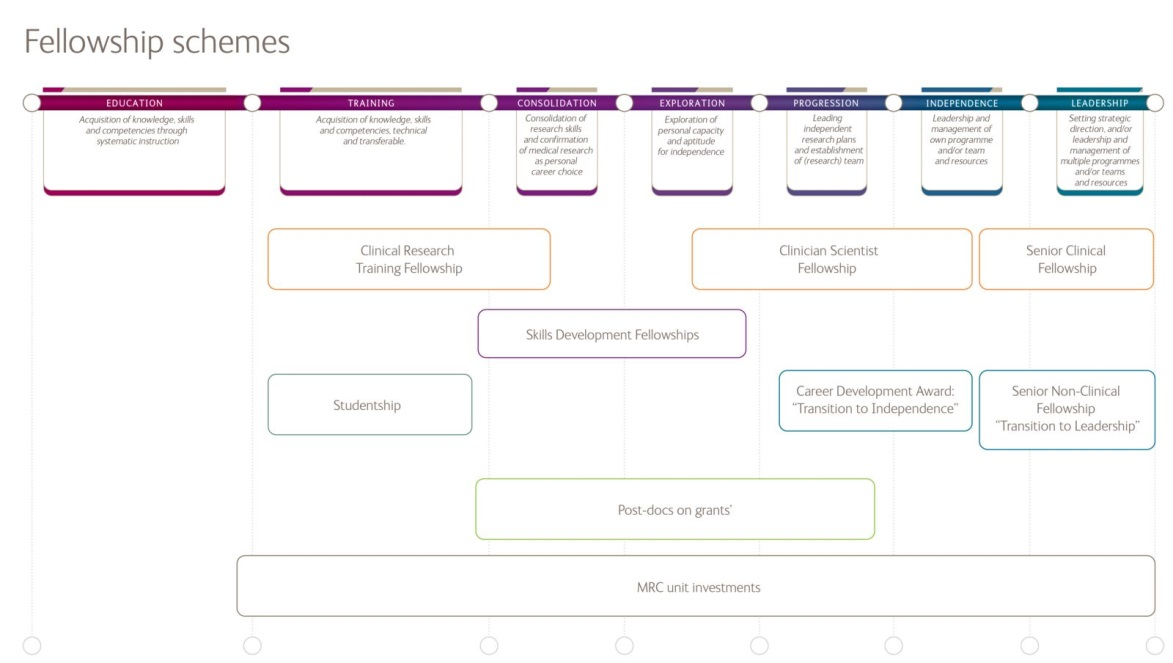 Fellowship schemes
EDUCATION
Acquisition of knowledge, skills
and competencies through
systematic instruction
TRAINING
Acquisition of knowledge, skills
and competencies, technical
and transferable.
CONSOLIDATION
Consolidation of
research skills
and confirmation
of medical research
as personal
career choice
EXPLORATION
Exploration of
personal capacity
and aptitude
for independence
PROGRESSION
Leading
independent
research plans
and establishment
of (research) team
INDEPENDENCE
Leadership and
management of
own programme
and/or team
and resources
LEADERSHIP
Setting strategic
direction, and/or
leadership and
management of
multiple programmes
and/or teams
and resources
Clinical Research
Training Fellowship
Clinician Scientist
Fellowship
Senior Clinical
Fellowship
Skills Development Fellowships
Studentship
Career Development Award:
“Transition to Independence”
Senior Non-Clinical
Fellowship
“Transition to Leadership”
Post-docs on grants’
MRC unit investments